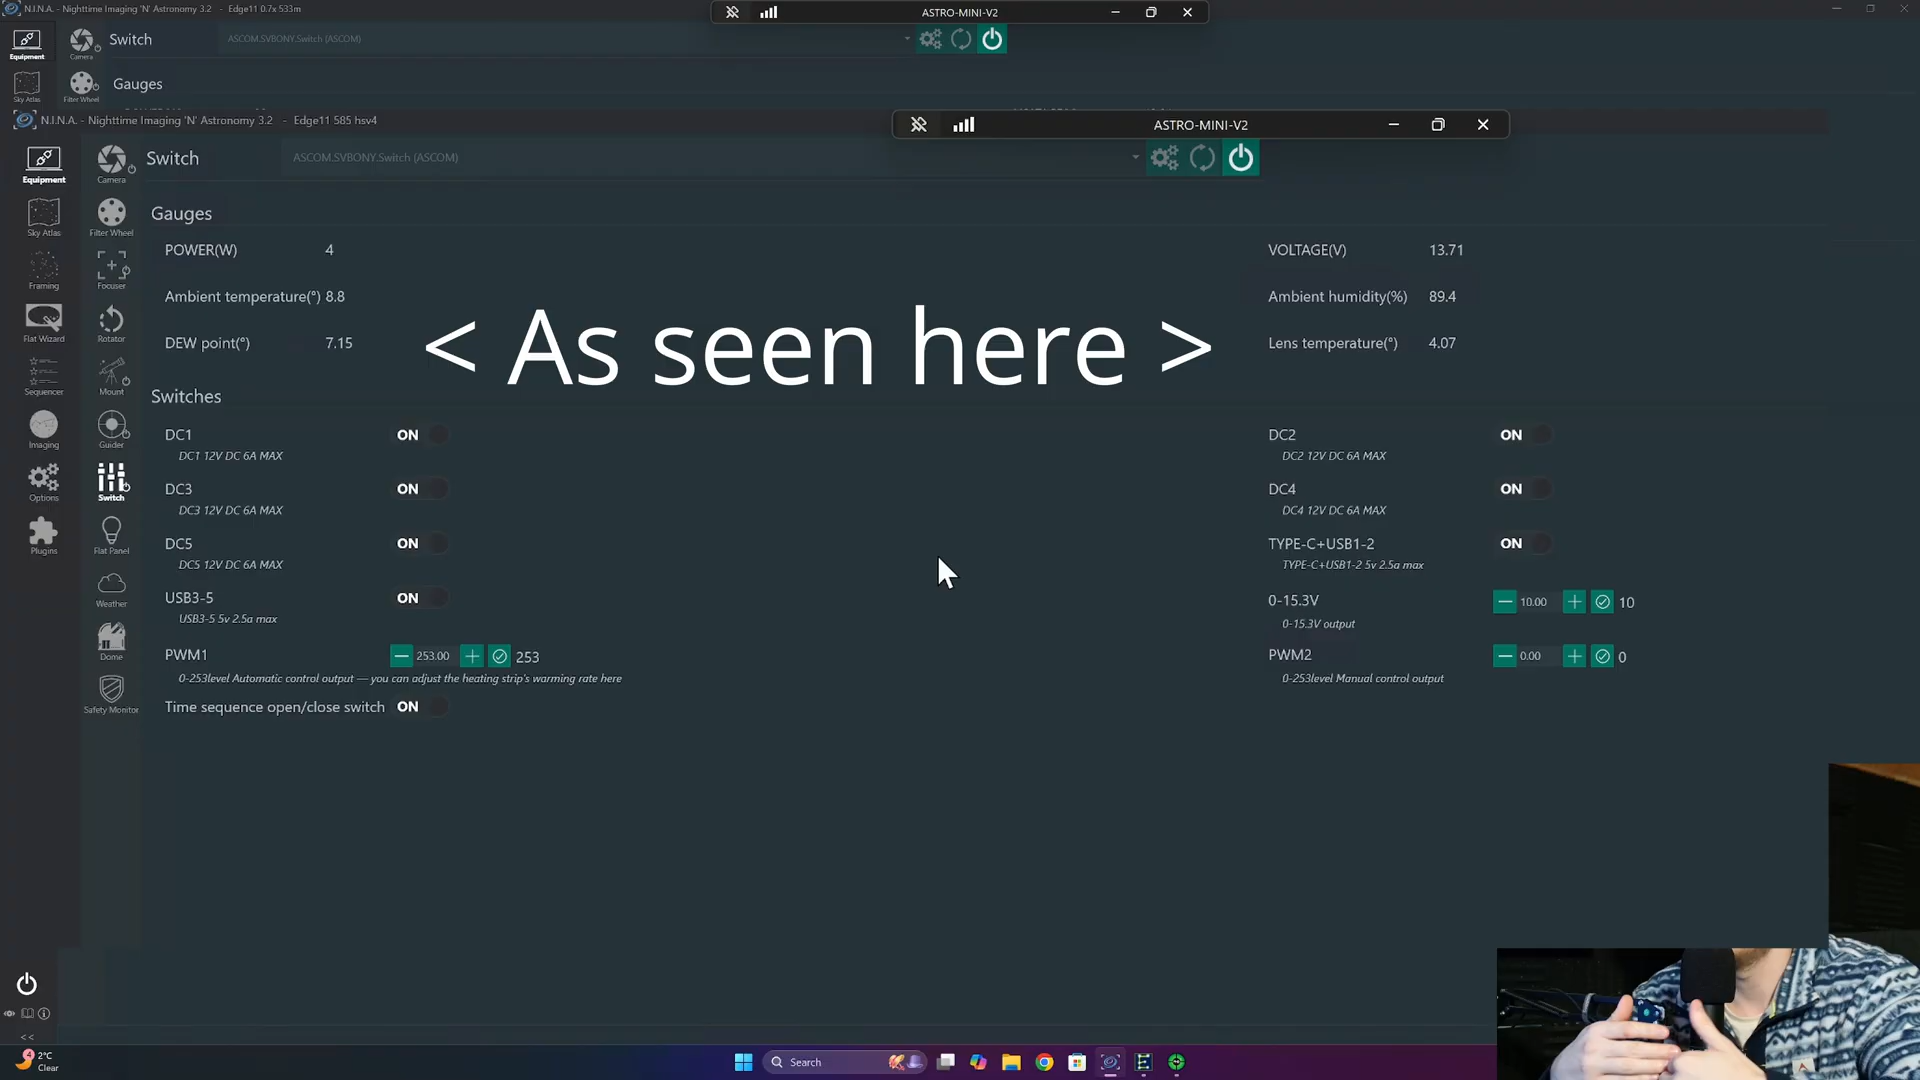 N.I.N.A. - Nighttime Imaging 'N' Astronomy 3.2 - Edge11 0.7x 533m
ASTRO-MINI-V2
Equipment
Camera
Switch
ASCOM.SVBONY.Switch (ASCOM)
Sky Atlas
Filter Wheel
Gauges
N.I.N.A. - Nighttime Imaging 'N' Astronomy 3.2 - Edge11 585 hsv4
ASTRO-MINI-V2
Equipment
Camera
Switch
ASCOM.SVBONY.Switch (ASCOM)
Sky Atlas
Filter Wheel
Framing
Focuser
Flat Wizard
Rotator
Sequencer
Mount
Imaging
Guider
Options
Switch
Plugins
Flat Panel
Weather
Dome
Safety Monitor
Gauges
POWER(W) 4
VOLTAGE(V) 13.71
Ambient temperature(°) 8.8
Ambient humidity(%) 89.4
DEW point(°) 7.15
Lens temperature(°) 4.07
< As seen here >
Switches
DC1 ON
DC1 12V DC 6A MAX
DC2 ON
DC2 12V DC 6A MAX
DC3 ON
DC3 12V DC 6A MAX
DC4 ON
DC4 12V DC 6A MAX
DC5 ON
DC5 12V DC 6A MAX
TYPE-C+USB1-2 ON
TYPE-C+USB1-2 5v 2.5a max
USB3-5 ON
USB3-5 5v 2.5a max
0-15.3V 10.00 10
0-15.3V output
PWM1 253.00 253
0-253level Automatic control output — you can adjust the heating strip's warming rate here
PWM2 0.00 0
0-253level Manual control output
Time sequence open/close switch ON
<<
4
2°C
Clear
Search